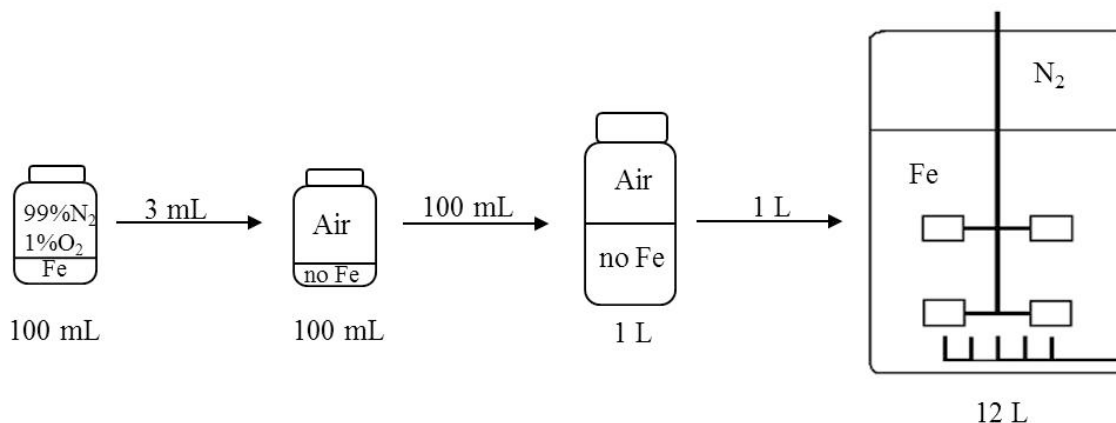 99%N₂
1%O₂
Fe
100 mL
3 mL
Air
no Fe
100 mL
100 mL
Air
no Fe
1 L
1 L
N₂
Fe
12 L